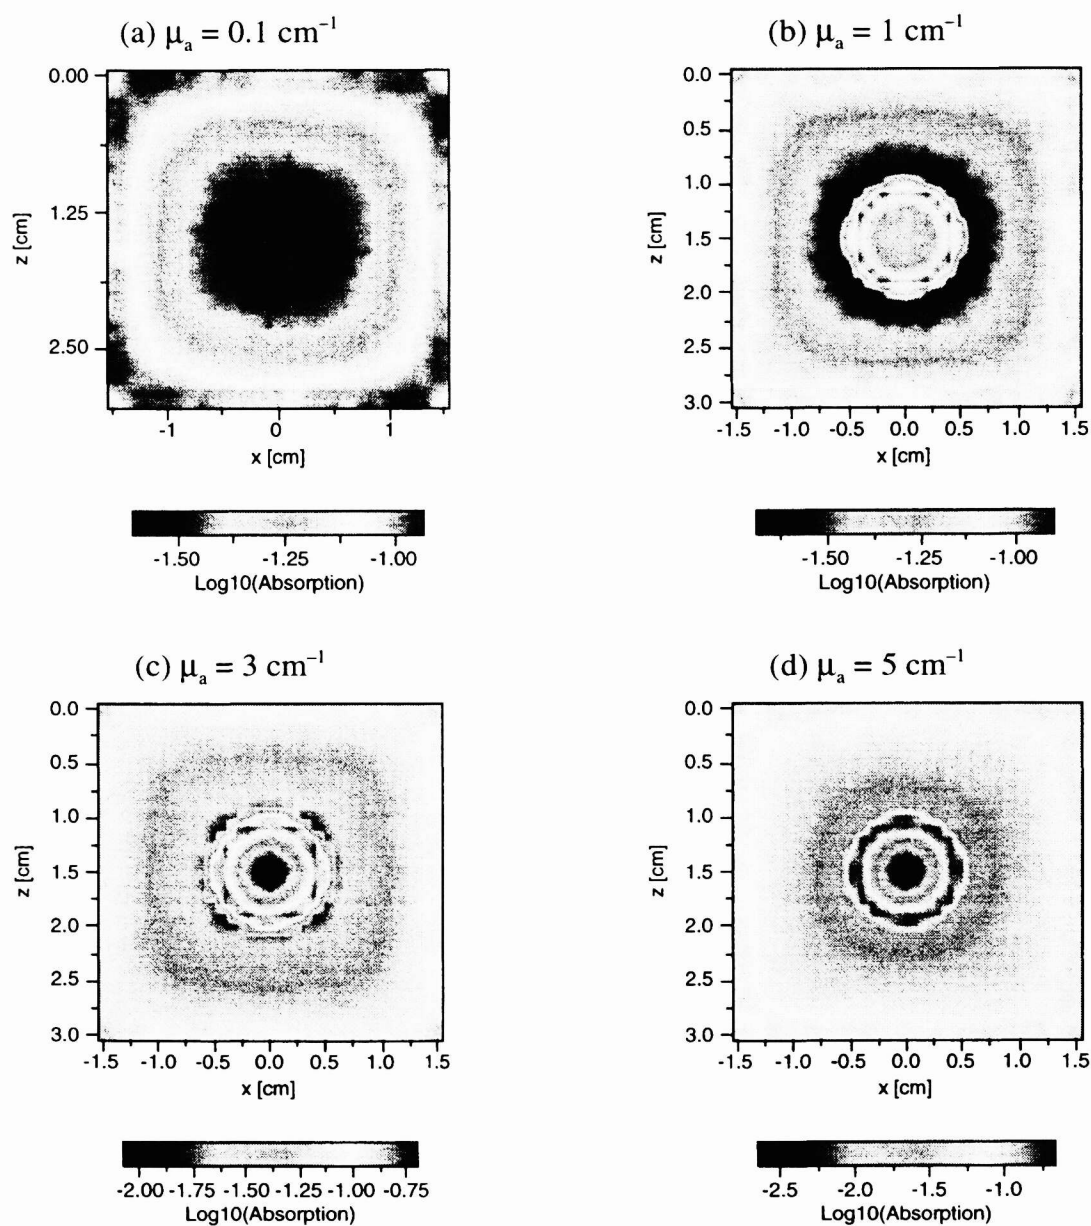 (a) μa = 0.1 cm⁻¹
0.00
1.25
2.50
z [cm]
-1 0 1
x [cm]
-1.50 -1.25 -1.00
Log10(Absorption)
(b) μa = 1 cm⁻¹
0.0
0.5
1.0
1.5
2.0
2.5
3.0
z [cm]
-1.5 -1.0 -0.5 0.0 0.5 1.0 1.5
x [cm]
-1.50 -1.25 -1.00
Log10(Absorption)
(c) μa = 3 cm⁻¹
0.0
0.5
1.0
1.5
2.0
2.5
3.0
z [cm]
-1.5 -1.0 -0.5 0.0 0.5 1.0 1.5
x [cm]
-2.00 -1.75 -1.50 -1.25 -1.00 -0.75
Log10(Absorption)
(d) μa = 5 cm⁻¹
0.0
0.5
1.0
1.5
2.0
2.5
3.0
z [cm]
-1.5 -1.0 -0.5 0.0 0.5 1.0 1.5
x [cm]
-2.5 -2.0 -1.5 -1.0
Log10(Absorption)